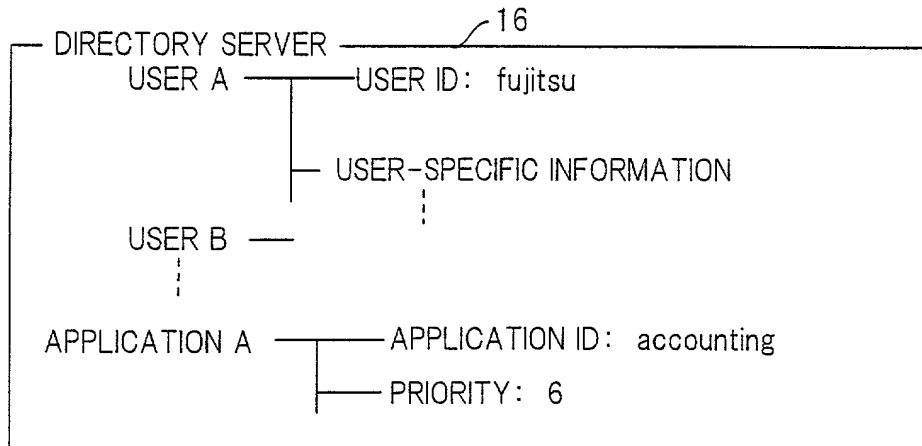 16
DIRECTORY SERVER
USER A USER ID: fujitsu
USER-SPECIFIC INFORMATION
USER B
APPLICATION A APPLICATION ID: accounting
PRIORITY: 6